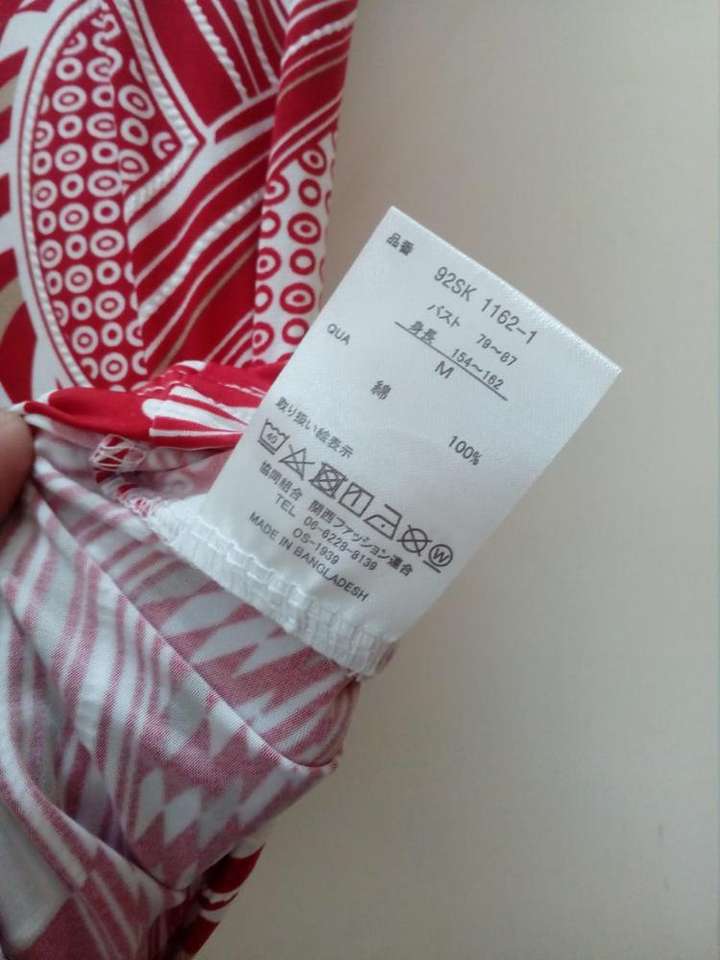 品番 92SK 1162-1
バスト 79〜87
身長 154〜162
M
QUA
綿 100%
取り扱い絵表示
40
W
協同組合 関西ファッション連合
TEL 06-6228-8139
OS-1939
MADE IN BANGLADESH